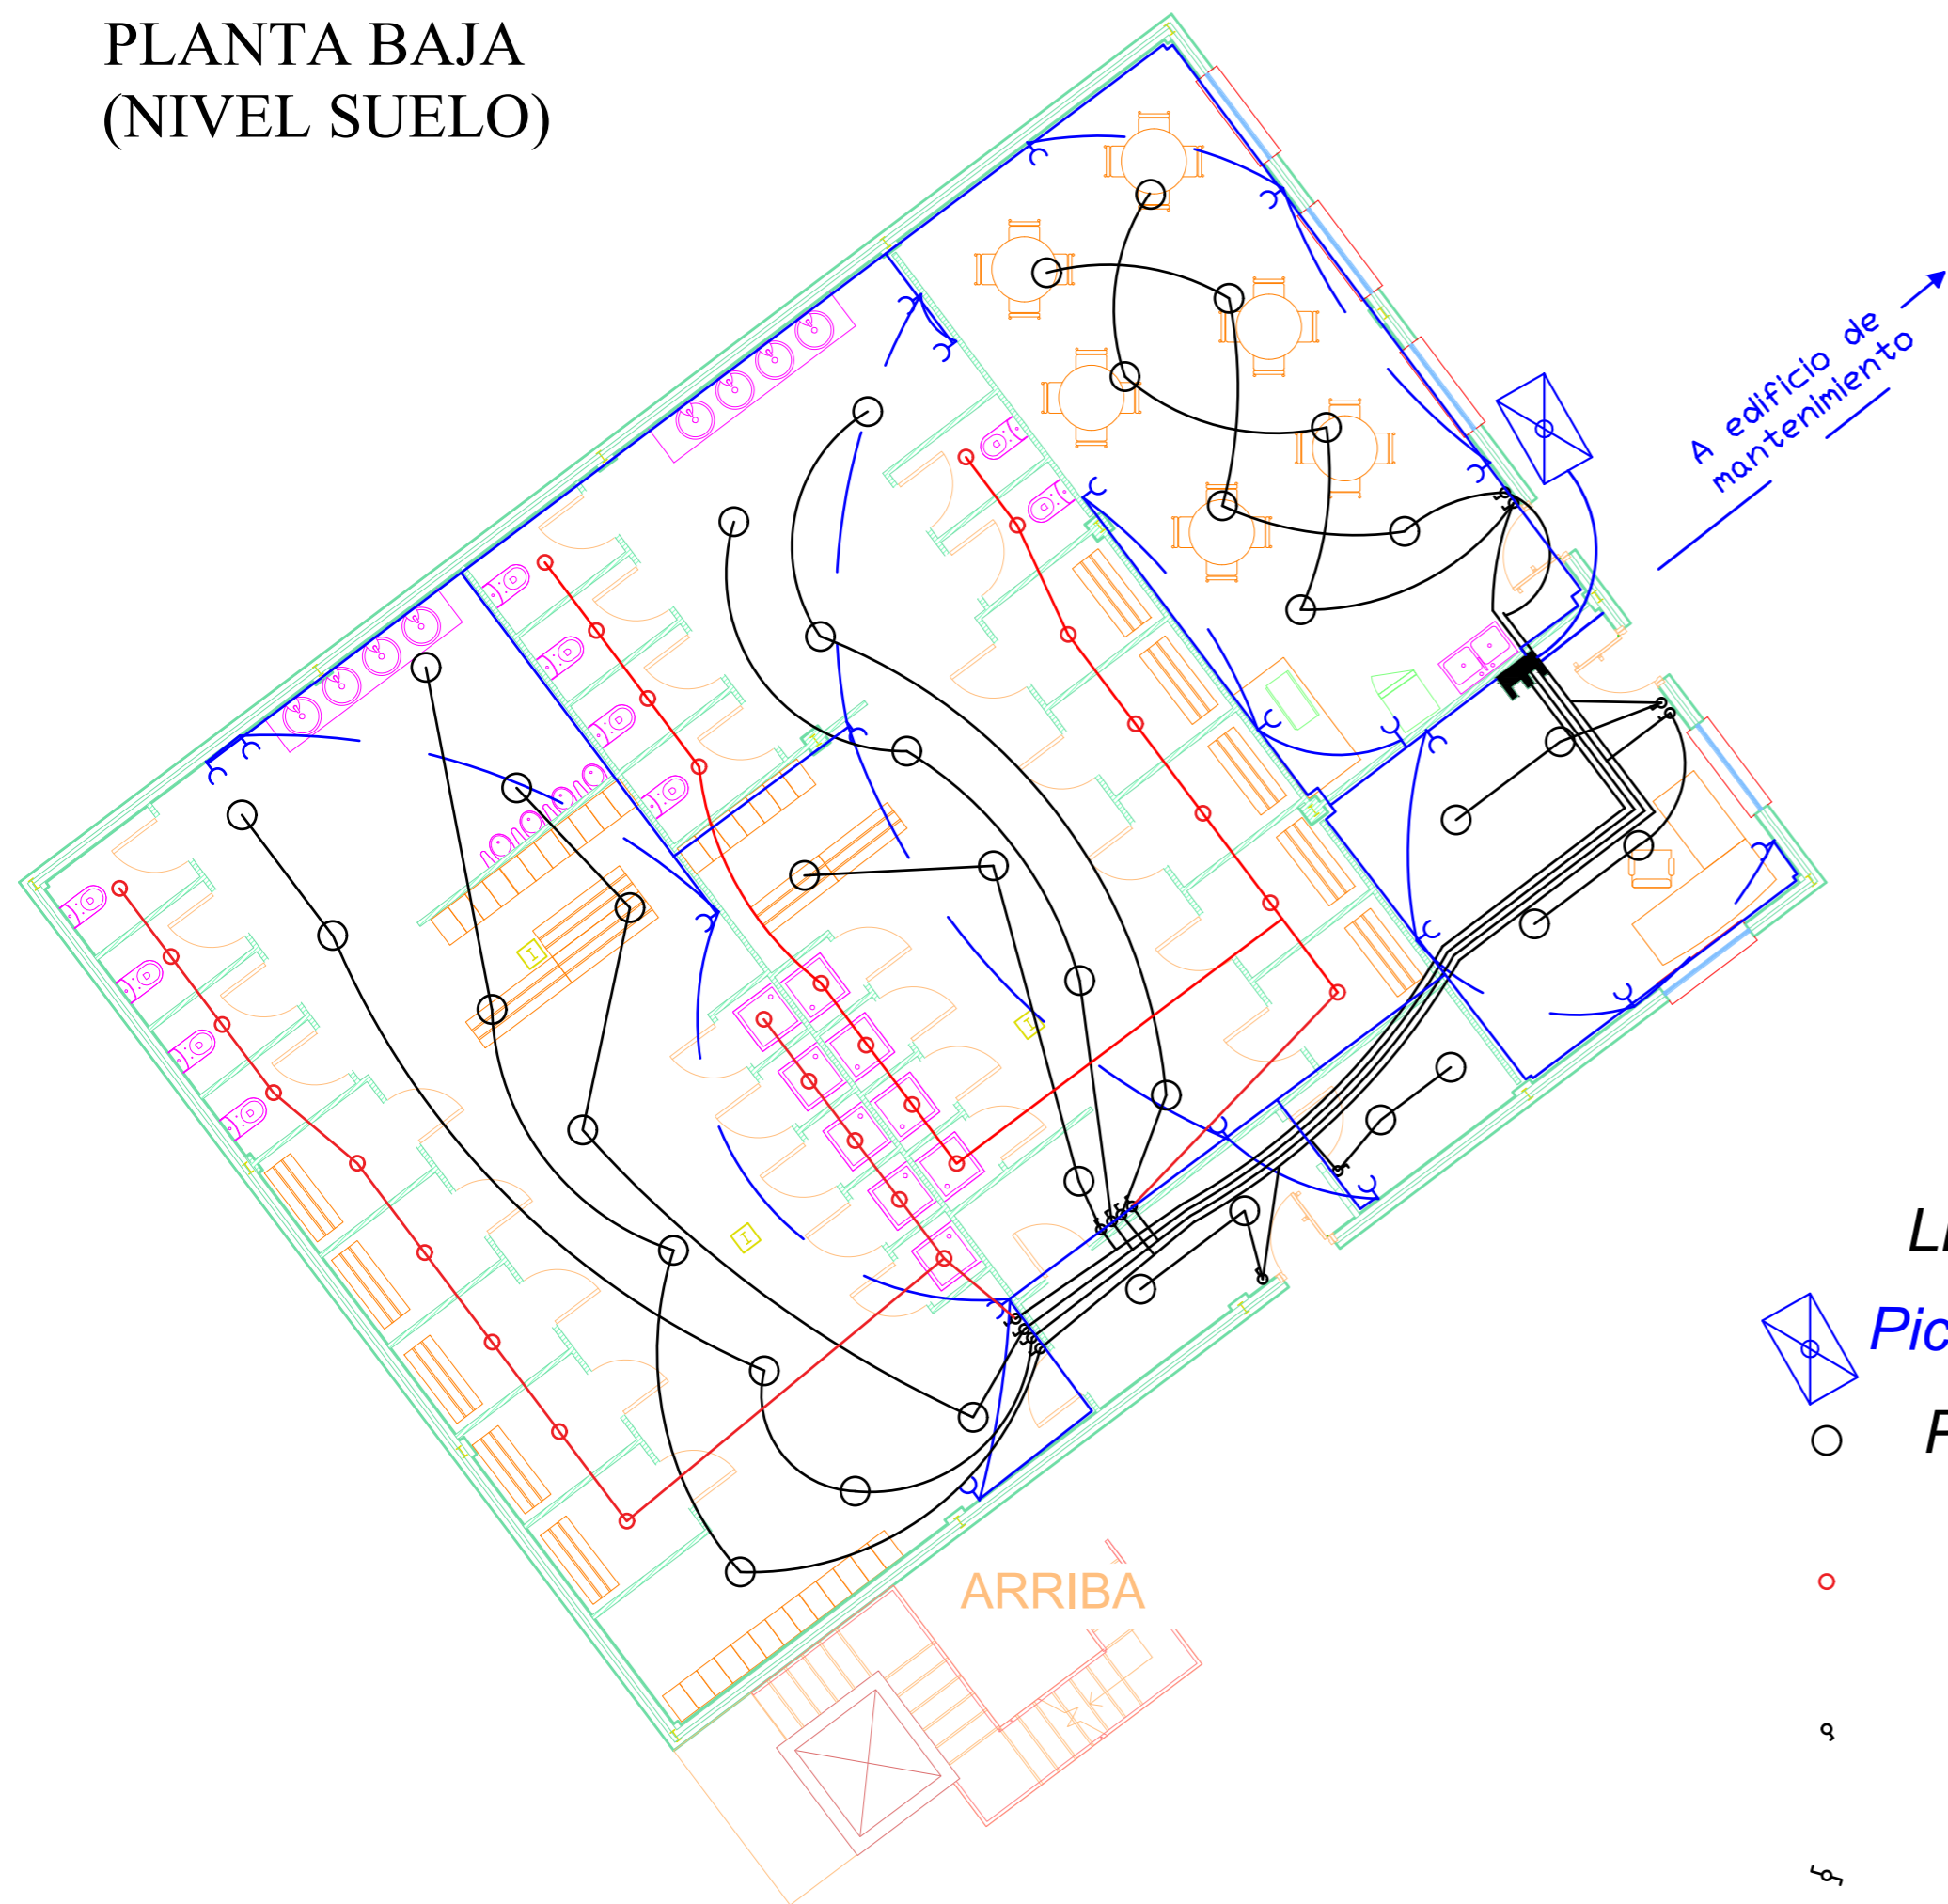 PLANTA BAJA
(NIVEL SUELO)
A edificio de
mantenimiento
ARRIBA